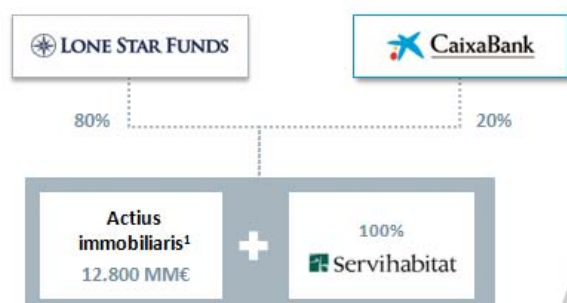 LONE STAR FUNDS
CaixaBank
80%
20%
Actius
immobiliaris¹
12.800 MM€
100%
Servihabitat